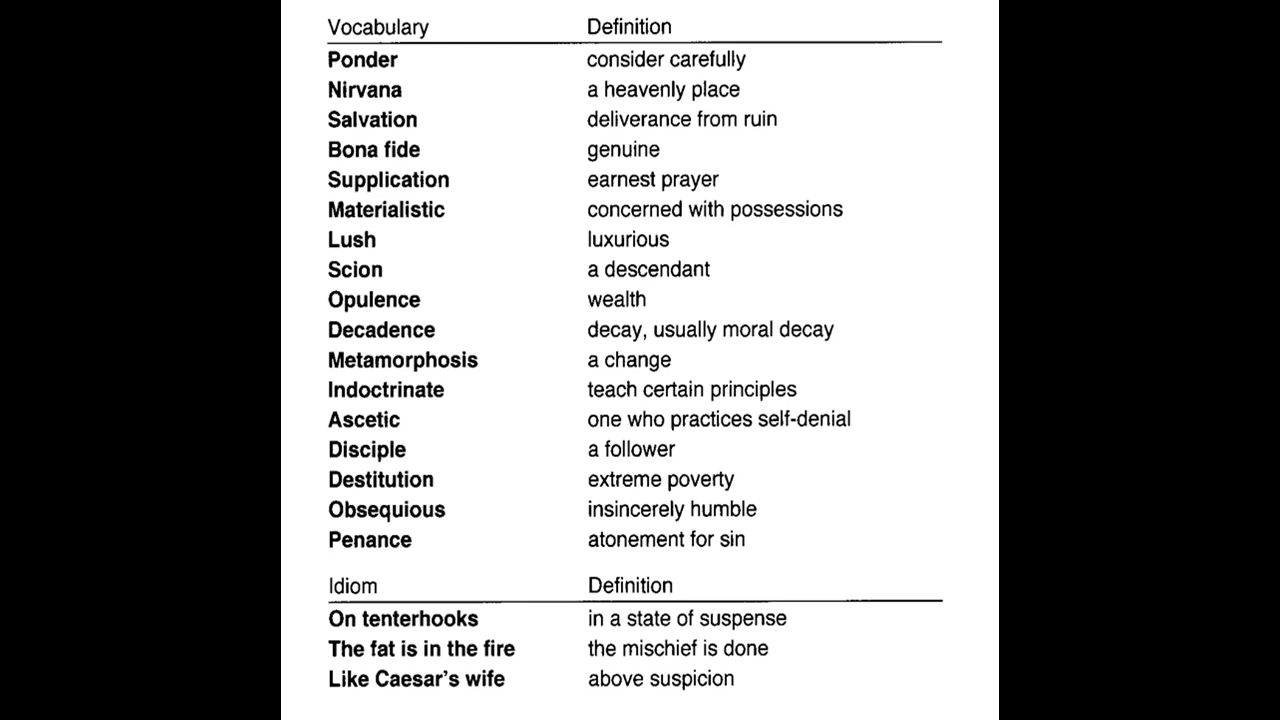 Vocabulary Definition
Ponder consider carefully
Nirvana a heavenly place
Salvation deliverance from ruin
Bona fide genuine
Supplication earnest prayer
Materialistic concerned with possessions
Lush luxurious
Scion a descendant
Opulence wealth
Decadence decay, usually moral decay
Metamorphosis a change
Indoctrinate teach certain principles
Ascetic one who practices self-denial
Disciple a follower
Destitution extreme poverty
Obsequious insincerely humble
Penance atonement for sin
Idiom Definition
On tenterhooks in a state of suspense
The fat is in the fire the mischief is done
Like Caesar's wife above suspicion